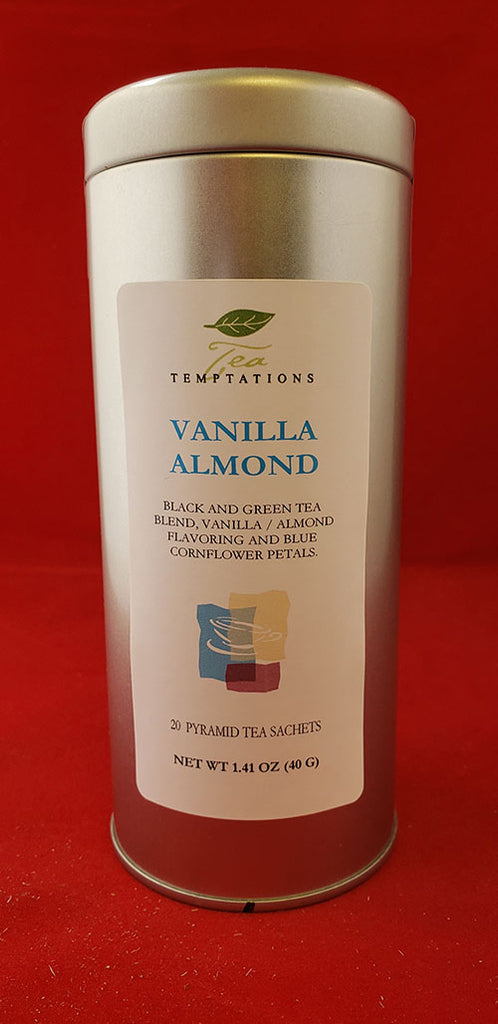 Tea
TEMPTATIONS
VANILLA
ALMOND
BLACK AND GREEN TEA
BLEND, VANILLA / ALMOND
FLAVORING AND BLUE
CORNFLOWER PETALS.
20 PYRAMID TEA SACHETS
NET WT 1.41 OZ (40 G)